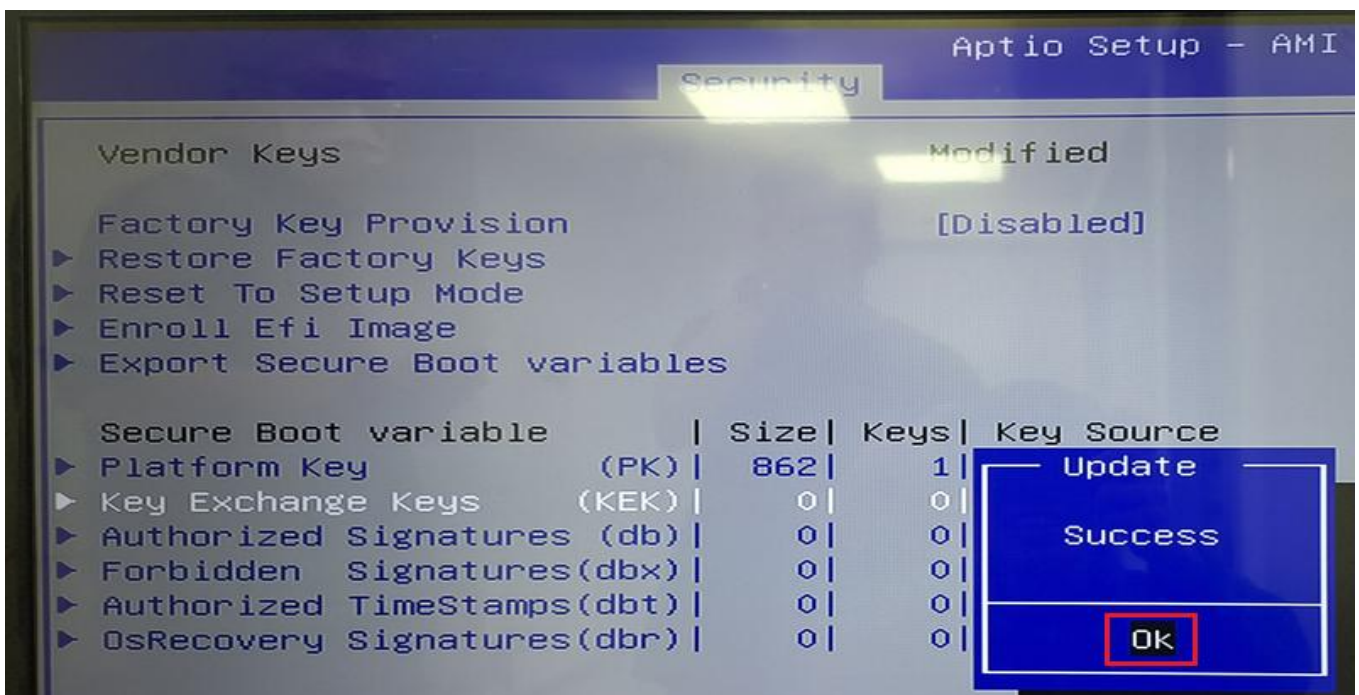 Aptio Setup - AMI
Security
Vendor Keys Modified
Factory Key Provision [Disabled]
Restore Factory Keys
Reset To Setup Mode
Enroll Efi Image
Export Secure Boot variables
Secure Boot variable | Size| Keys| Key Source
Platform Key (PK)| 862| 1|
Key Exchange Keys (KEK)| 0| 0|
Authorized Signatures (db)| 0| 0|
Forbidden Signatures(dbx)| 0| 0|
Authorized TimeStamps(dbt)| 0| 0|
OsRecovery Signatures(dbr)| 0| 0|
Update
Success
Ok